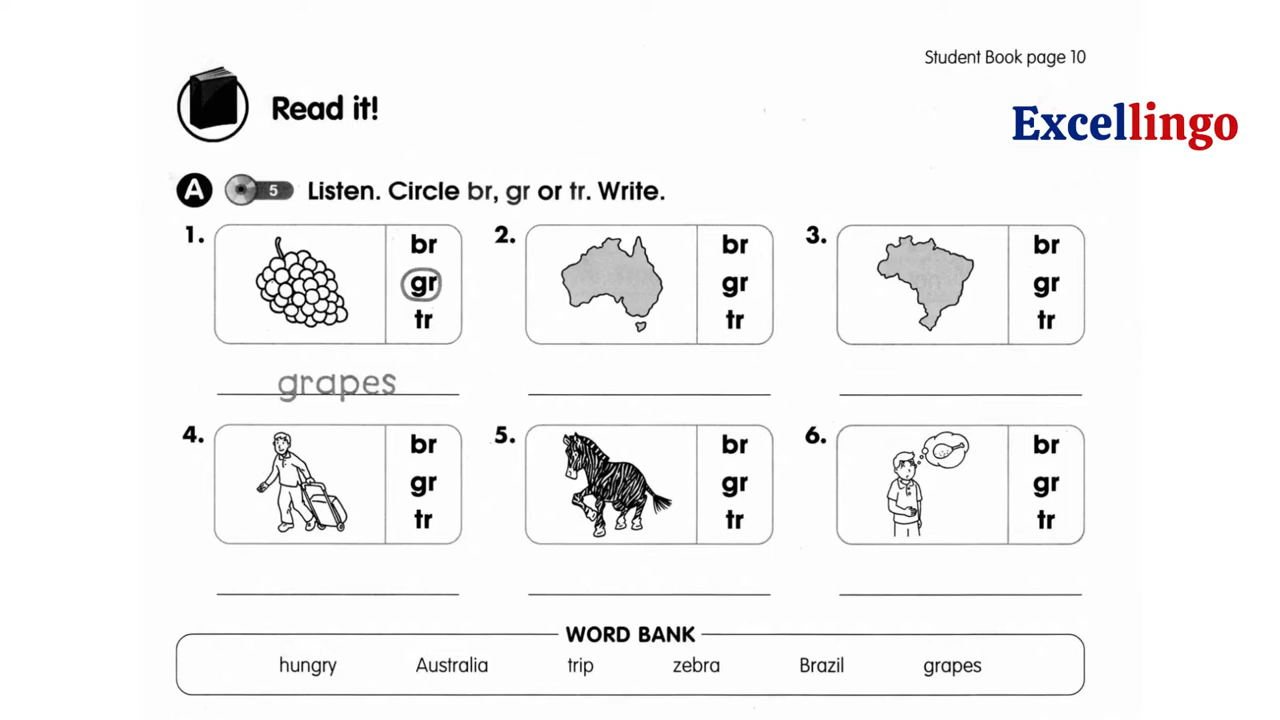 Student Book page 10
Read it!
Excellingo
A 5 Listen. Circle br, gr or tr. Write.
1. br gr tr
2. br gr tr
3. br gr tr
grapes
4. br gr tr
5. br gr tr
6. br gr tr
WORD BANK
hungry Australia trip zebra Brazil grapes